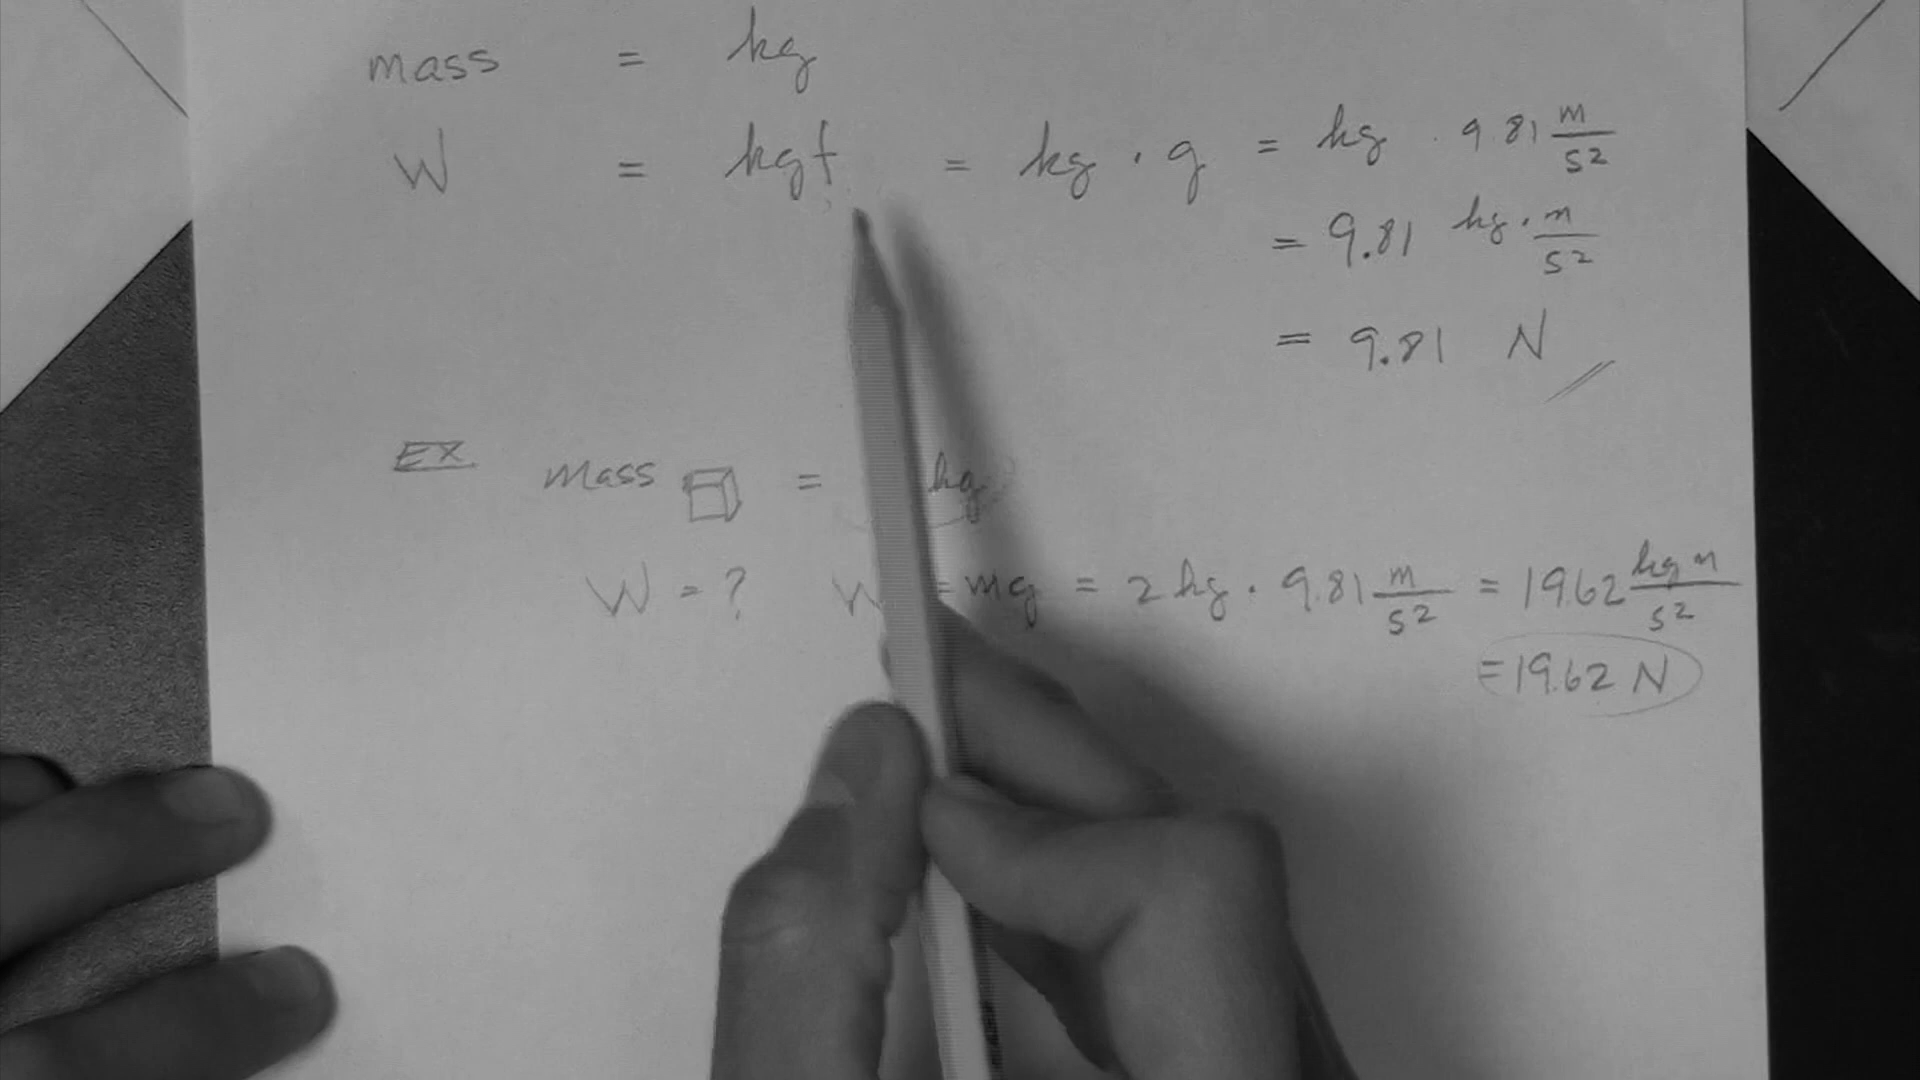 mass = kg
W = kgf = kg · g = kg · 9.81 m/s2
= 9.81 kg · m/s2
= 9.81 N
EX mass = kg
W = ? W = mg = 2 kg · 9.81 m/s2 = 19.62 kg m/s2
= 19.62 N